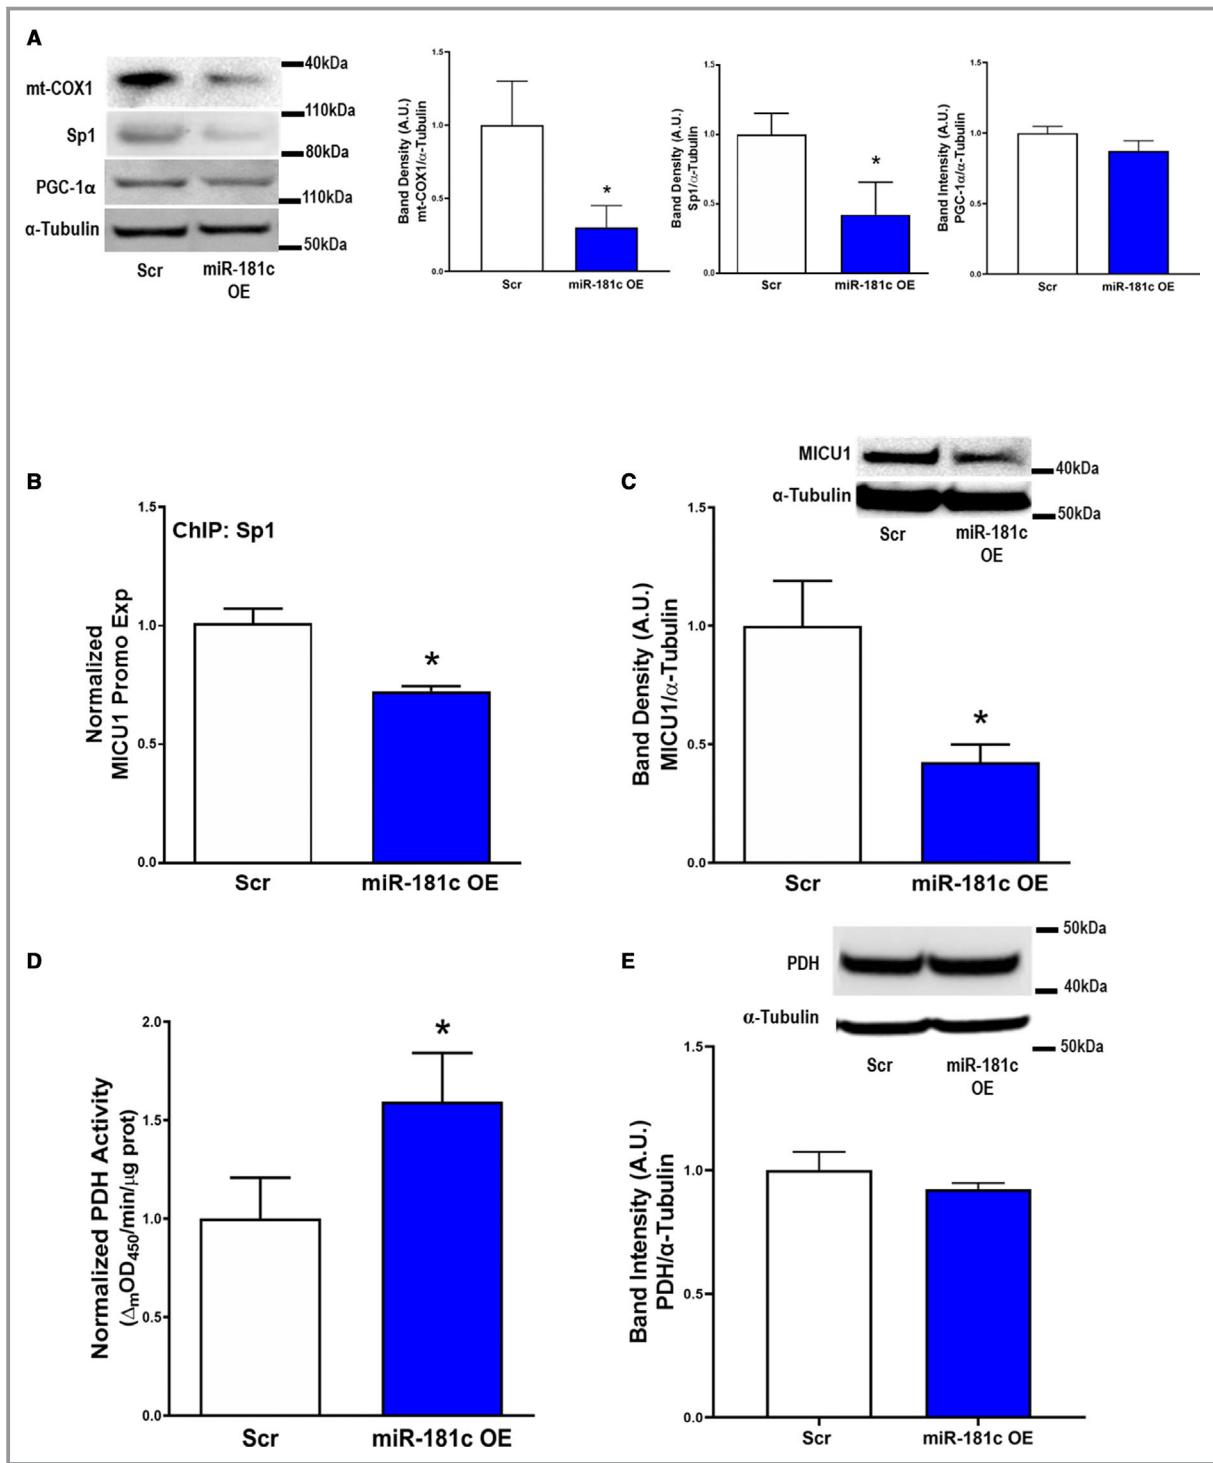 A
mt-COX1
40kDa
110kDa
Sp1
80kDa
PGC-1α
110kDa
α-Tubulin
50kDa
Scr
miR-181c
OE
Band Density (A.U.)
mt-COX1/α-Tubulin
1.5
1.0
0.5
0.0
*
Scr
miR-181c OE
Band Density (A.U.)
Sp1/α-Tubulin
1.5
1.0
0.5
0.0
*
Scr
miR-181c OE
Band Intensity (A.U.)
PGC-1α/α-Tubulin
1.5
1.0
0.5
0.0
Scr
miR-181c OE
B
ChIP: Sp1
Normalized
MICU1 Promo Exp
1.5
1.0
0.5
0.0
*
Scr
miR-181c OE
C
MICU1
40kDa
α-Tubulin
50kDa
Scr
miR-181c
OE
Band Density (A.U.)
MICU1/α-Tubulin
1.5
1.0
0.5
0.0
*
Scr
miR-181c OE
D
Normalized PDH Activity
(ΔmOD450/min/μg prot)
2.0
1.5
1.0
0.5
0.0
*
Scr
miR-181c OE
E
PDH
50kDa
40kDa
α-Tubulin
50kDa
Scr
miR-181c
OE
Band Intensity (A.U.)
PDH/α-Tubulin
1.5
1.0
0.5
0.0
Scr
miR-181c OE